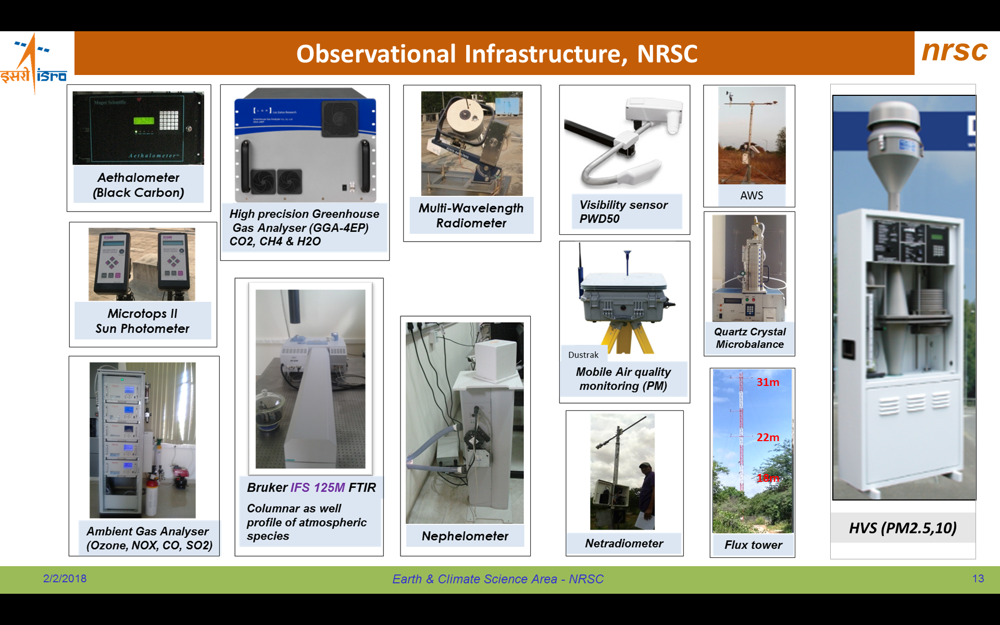 Observational Infrastructure, NRSC
nrsc
इसरो isro
Mager Scientific
Aethalometer
Aethalometer
(Black Carbon)
LGR Los Gatos Research
High precision Greenhouse
Gas Analyser (GGA-4EP)
CO2, CH4 & H2O
Multi-Wavelength
Radiometer
Visibility sensor
PWD50
AWS
Microtops II
Sun Photometer
Quartz Crystal
Microbalance
Dustrak
Mobile Air quality
monitoring (PM)
31m
22m
18m
Ambient Gas Analyser
(Ozone, NOX, CO, SO2)
Bruker IFS 125M FTIR
Columnar as well
profile of atmospheric
species
Nephelometer
Netradiometer
Flux tower
HVS (PM2.5,10)
2/2/2018
Earth & Climate Science Area - NRSC
13